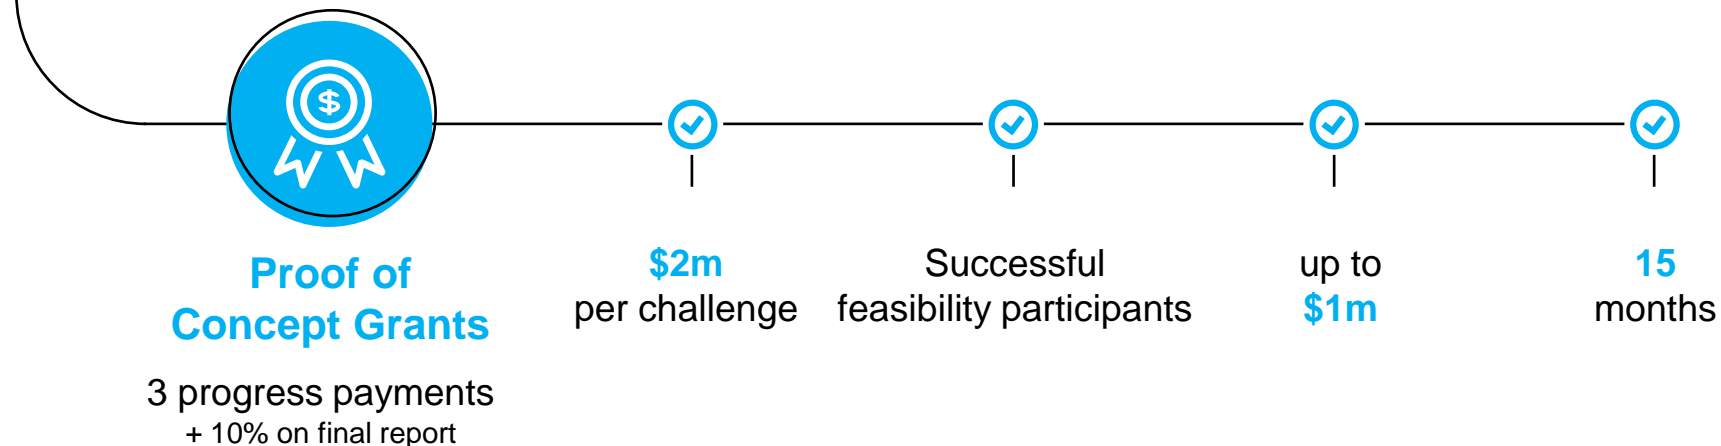 $
Proof of
Concept Grants
3 progress payments
+ 10% on final report
$2m
per challenge
Successful
feasibility participants
up to
$1m
15
months